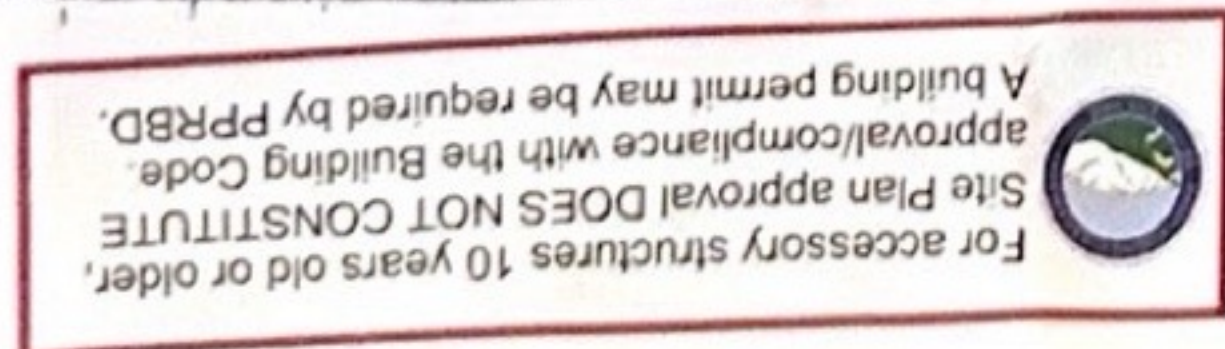 For accessory structures 10 years old or older,
Site Plan approval DOES NOT CONSTITUTE
approval/compliance with the Building Code.
A building permit may be required by PPRBD.